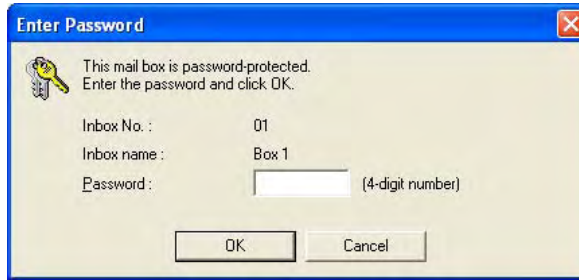 Enter Password
This mail box is password-protected.
Enter the password and click OK.
Inbox No. : 01
Inbox name : Box 1
Password : (4-digit number)
OK Cancel